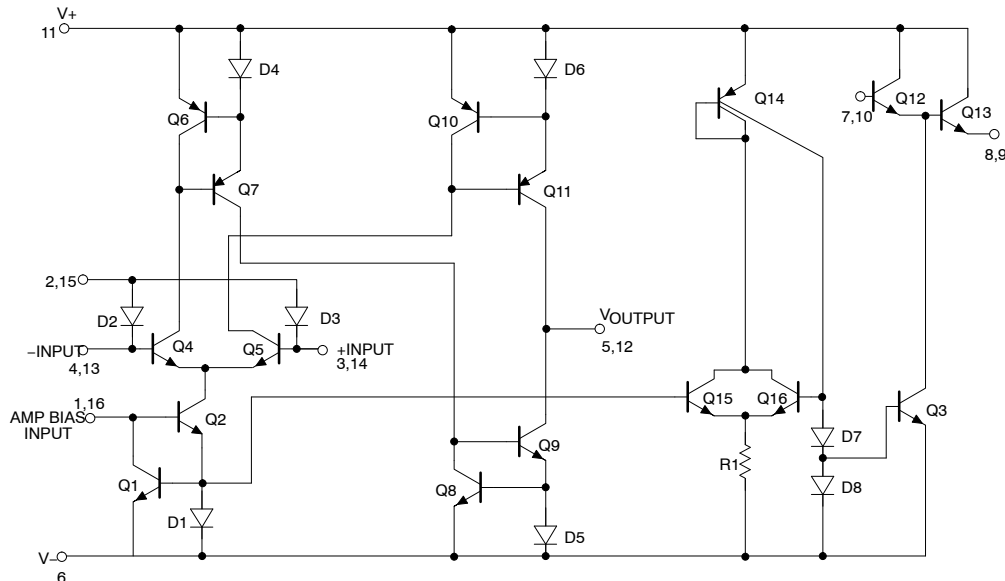 V+
11
D4
D6
Q6
Q10
Q14
Q12
Q13
7,10
8,9
Q7
Q11
2,15
D2
D3
VOUTPUT
5,12
–INPUT
4,13
Q4
Q5
+INPUT
3,14
1,16
AMP BIAS
INPUT
Q2
Q15
Q16
Q3
Q9
D7
R1
Q1
Q8
D8
D1
D5
V–
6